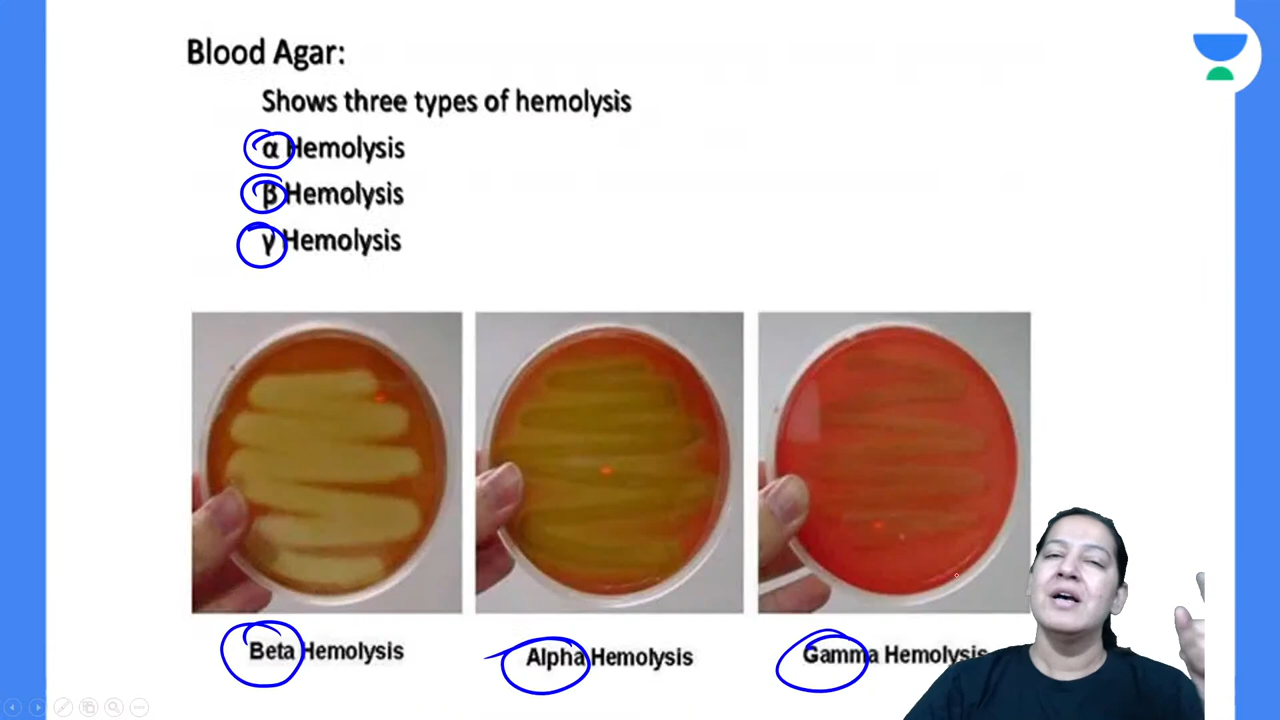 Blood Agar:
Shows three types of hemolysis
α Hemolysis
β Hemolysis
γ Hemolysis
Beta Hemolysis
Alpha Hemolysis
Gamma Hemolysis